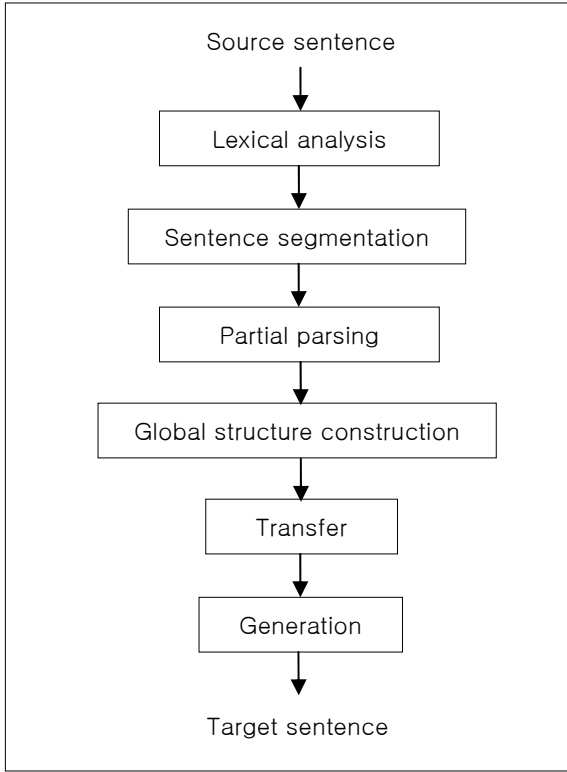 Source sentence
Lexical analysis
Sentence segmentation
Partial parsing
Global structure construction
Transfer
Generation
Target sentence